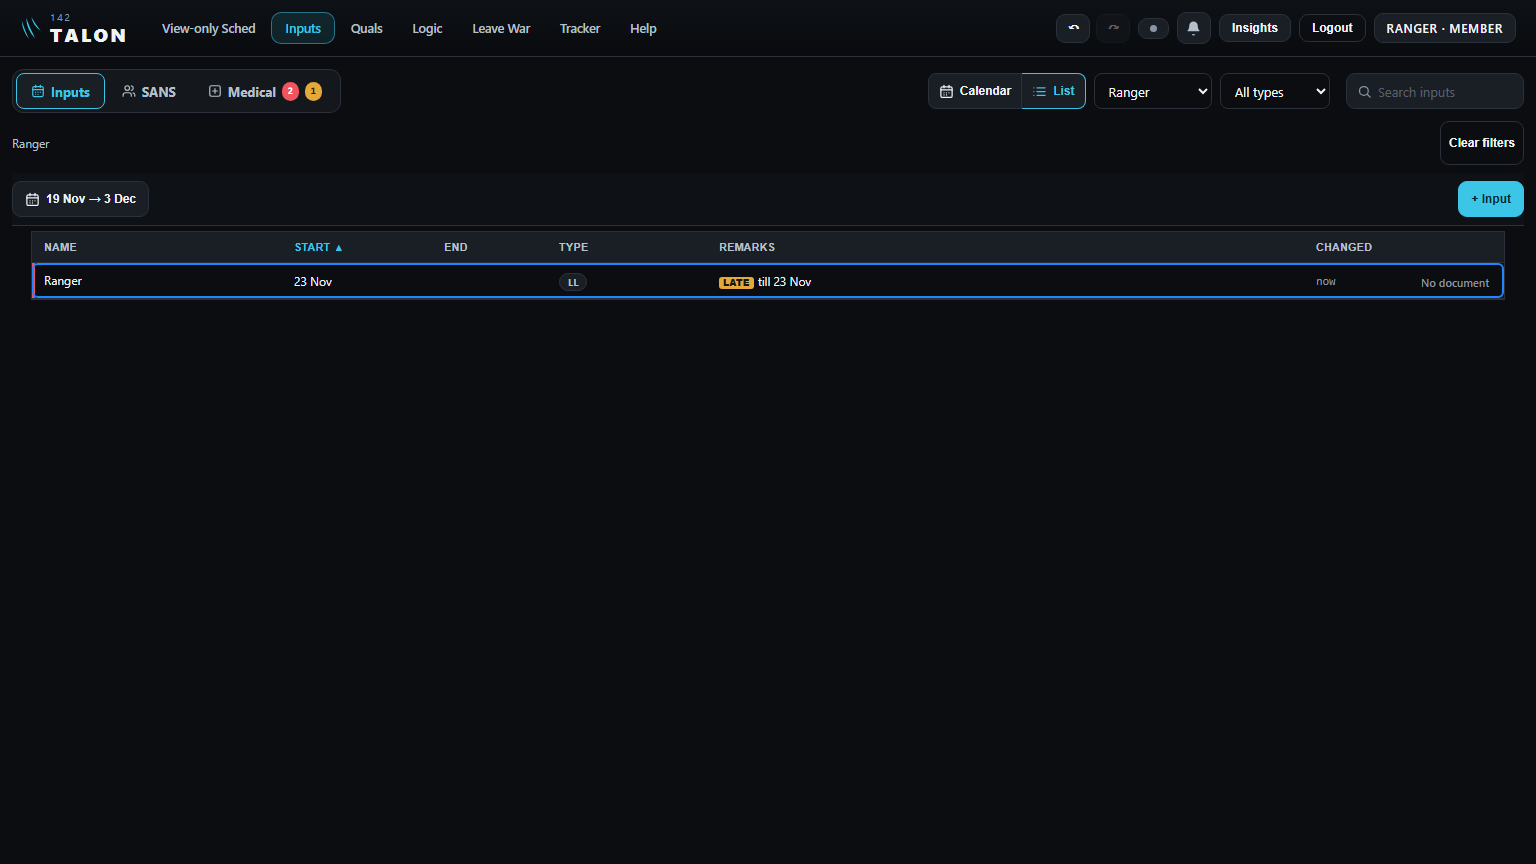 142
TALON
View-only Sched
Inputs
Quals
Logic
Leave War
Tracker
Help
Insights
Logout
RANGER · MEMBER
Inputs
SANS
Medical 2 1
Calendar
List
Ranger
All types
Search inputs
Ranger
Clear filters
19 Nov → 3 Dec
+ Input
NAME START ▲ END TYPE REMARKS CHANGED
Ranger 23 Nov LL LATE till 23 Nov now No document